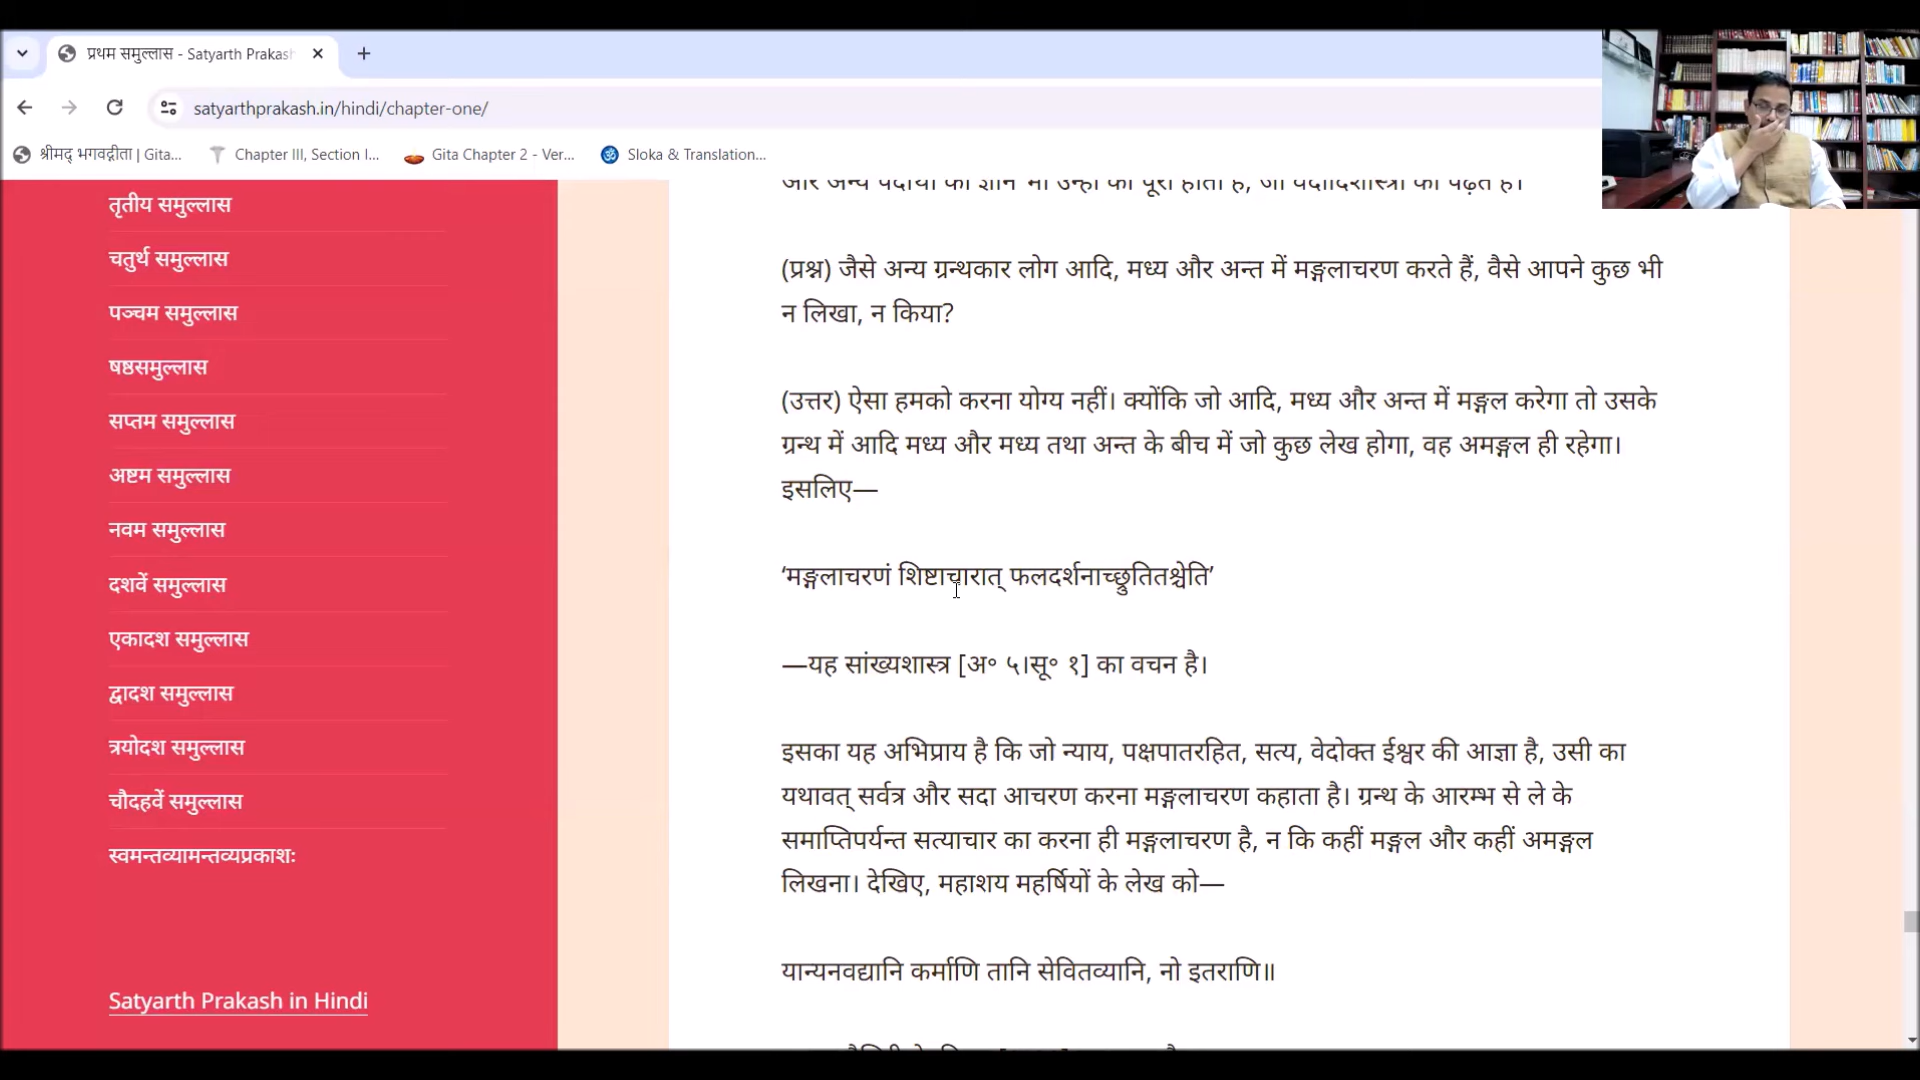 प्रथम समुल्लास - Satyarth Prakash
satyarthprakash.in/hindi/chapter-one/
श्रीमद् भगवद्गीता | Gita...
Chapter III, Section I...
Gita Chapter 2 - Ver...
Sloka & Translation...
तृतीय समुल्लास
चतुर्थ समुल्लास
पञ्चम समुल्लास
षष्ठसमुल्लास
सप्तम समुल्लास
अष्टम समुल्लास
नवम समुल्लास
दशवें समुल्लास
एकादश समुल्लास
द्वादश समुल्लास
त्रयोदश समुल्लास
चौदहवें समुल्लास
स्वमन्तव्यामन्तव्यप्रकाशः
Satyarth Prakash in Hindi
और अन्य पदार्थों का ज्ञान भी उन्हीं को पूरा होता है, जो वेदादिशास्त्रों को पढ़ते हैं।
(प्रश्न) जैसे अन्य ग्रन्थकार लोग आदि, मध्य और अन्त में मङ्गलाचरण करते हैं, वैसे आपने कुछ भी
न लिखा, न किया?
(उत्तर) ऐसा हमको करना योग्य नहीं। क्योंकि जो आदि, मध्य और अन्त में मङ्गल करेगा तो उसके
ग्रन्थ में आदि मध्य और मध्य तथा अन्त के बीच में जो कुछ लेख होगा, वह अमङ्गल ही रहेगा।
इसलिए—
‘मङ्गलाचरणं शिष्टाचारात् फलदर्शनाच्छ्रुतितश्चेति’
—यह सांख्यशास्त्र [अ॰ ५।सू॰ १] का वचन है।
इसका यह अभिप्राय है कि जो न्याय, पक्षपातरहित, सत्य, वेदोक्त ईश्वर की आज्ञा है, उसी का
यथावत् सर्वत्र और सदा आचरण करना मङ्गलाचरण कहाता है। ग्रन्थ के आरम्भ से ले के
समाप्तिपर्यन्त सत्याचार का करना ही मङ्गलाचरण है, न कि कहीं मङ्गल और कहीं अमङ्गल
लिखना। देखिए, महाशय महर्षियों के लेख को—
यान्यनवद्यानि कर्माणि तानि सेवितव्यानि, नो इतराणि॥